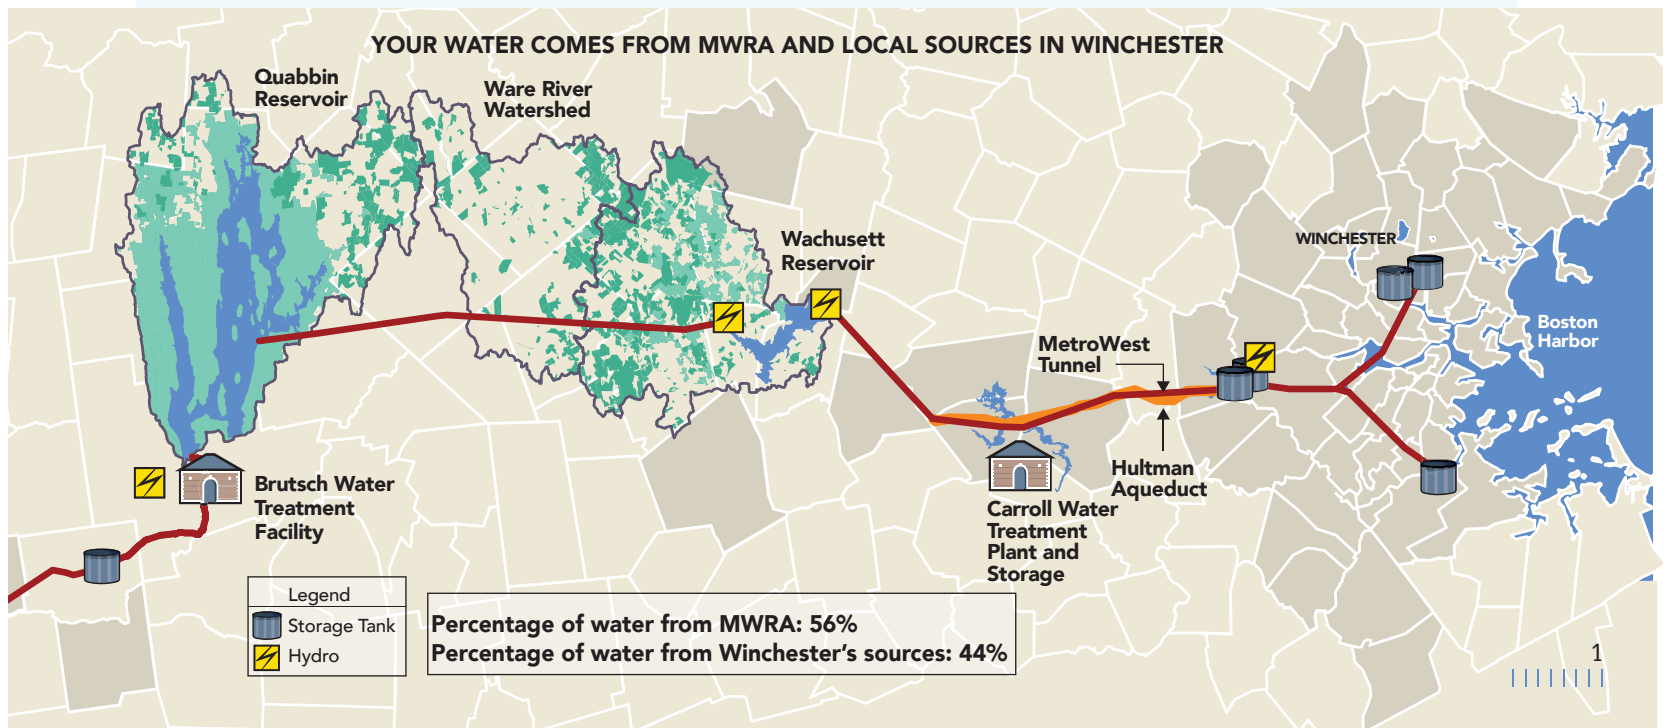 YOUR WATER COMES FROM MWRA AND LOCAL SOURCES IN WINCHESTER
Quabbin
Reservoir
Ware River
Watershed
Wachusett
Reservoir
WINCHESTER
Boston
Harbor
MetroWest
Tunnel
Hultman
Aqueduct
Carroll Water
Treatment
Plant and
Storage
Brutsch Water
Treatment
Facility
Legend
Storage Tank
Hydro
Percentage of water from MWRA: 56%
Percentage of water from Winchester's sources: 44%
1